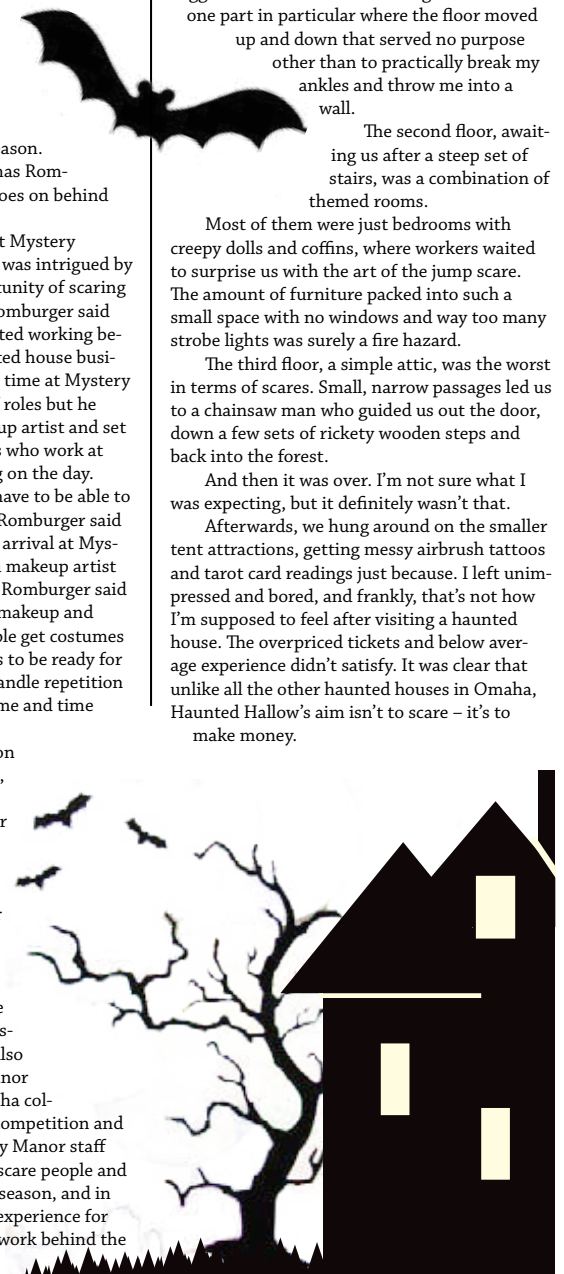 ason.
has Rom-
oes on behind
t Mystery
was intrigued by
tunity of scaring
omburger said
ted working be-
ted house busi-
time at Mystery
roles but he
up artist and set
s who work at
g on the day.
have to be able to
Romburger said
arrival at Mys-
makeup artist
Romburger said
makeup and
ple get costumes
s to be ready for
andle repetition
me and time
on
,
r
.
e
s-
lso
nor
ha col-
ompetition and
y Manor staff
scare people and
season, and in
experience for
work behind the
one part in particular where the floor moved
up and down that served no purpose
other than to practically break my
ankles and throw me into a
wall.
The second floor, await-
ing us after a steep set of
stairs, was a combination of
themed rooms.
Most of them were just bedrooms with
creepy dolls and coffins, where workers waited
to surprise us with the art of the jump scare.
The amount of furniture packed into such a
small space with no windows and way too many
strobe lights was surely a fire hazard.
The third floor, a simple attic, was the worst
in terms of scares. Small, narrow passages led us
to a chainsaw man who guided us out the door,
down a few sets of rickety wooden steps and
back into the forest.
And then it was over. I'm not sure what I
was expecting, but it definitely wasn't that.
Afterwards, we hung around on the smaller
tent attractions, getting messy airbrush tattoos
and tarot card readings just because. I left unim-
pressed and bored, and frankly, that's not how
I'm supposed to feel after visiting a haunted
house. The overpriced tickets and below aver-
age experience didn't satisfy. It was clear that
unlike all the other haunted houses in Omaha,
Haunted Hallow's aim isn't to scare – it's to
make money.